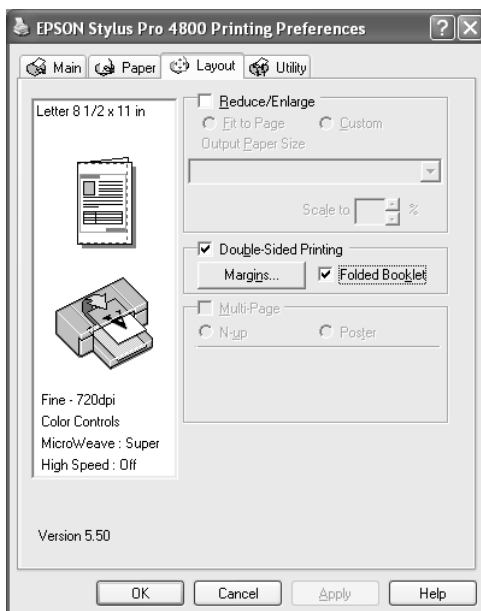 EPSON Stylus Pro 4800 Printing Preferences
Main
Paper
Layout
Utility
Letter 8 1/2 x 11 in
Reduce/Enlarge
Fit to Page
Custom
Output Paper Size
Scale to
%
Double-Sided Printing
Margins...
Folded Booklet
Multi-Page
N-up
Poster
Fine - 720dpi
Color Controls
MicroWeave : Super
High Speed : Off
Version 5.50
OK
Cancel
Apply
Help